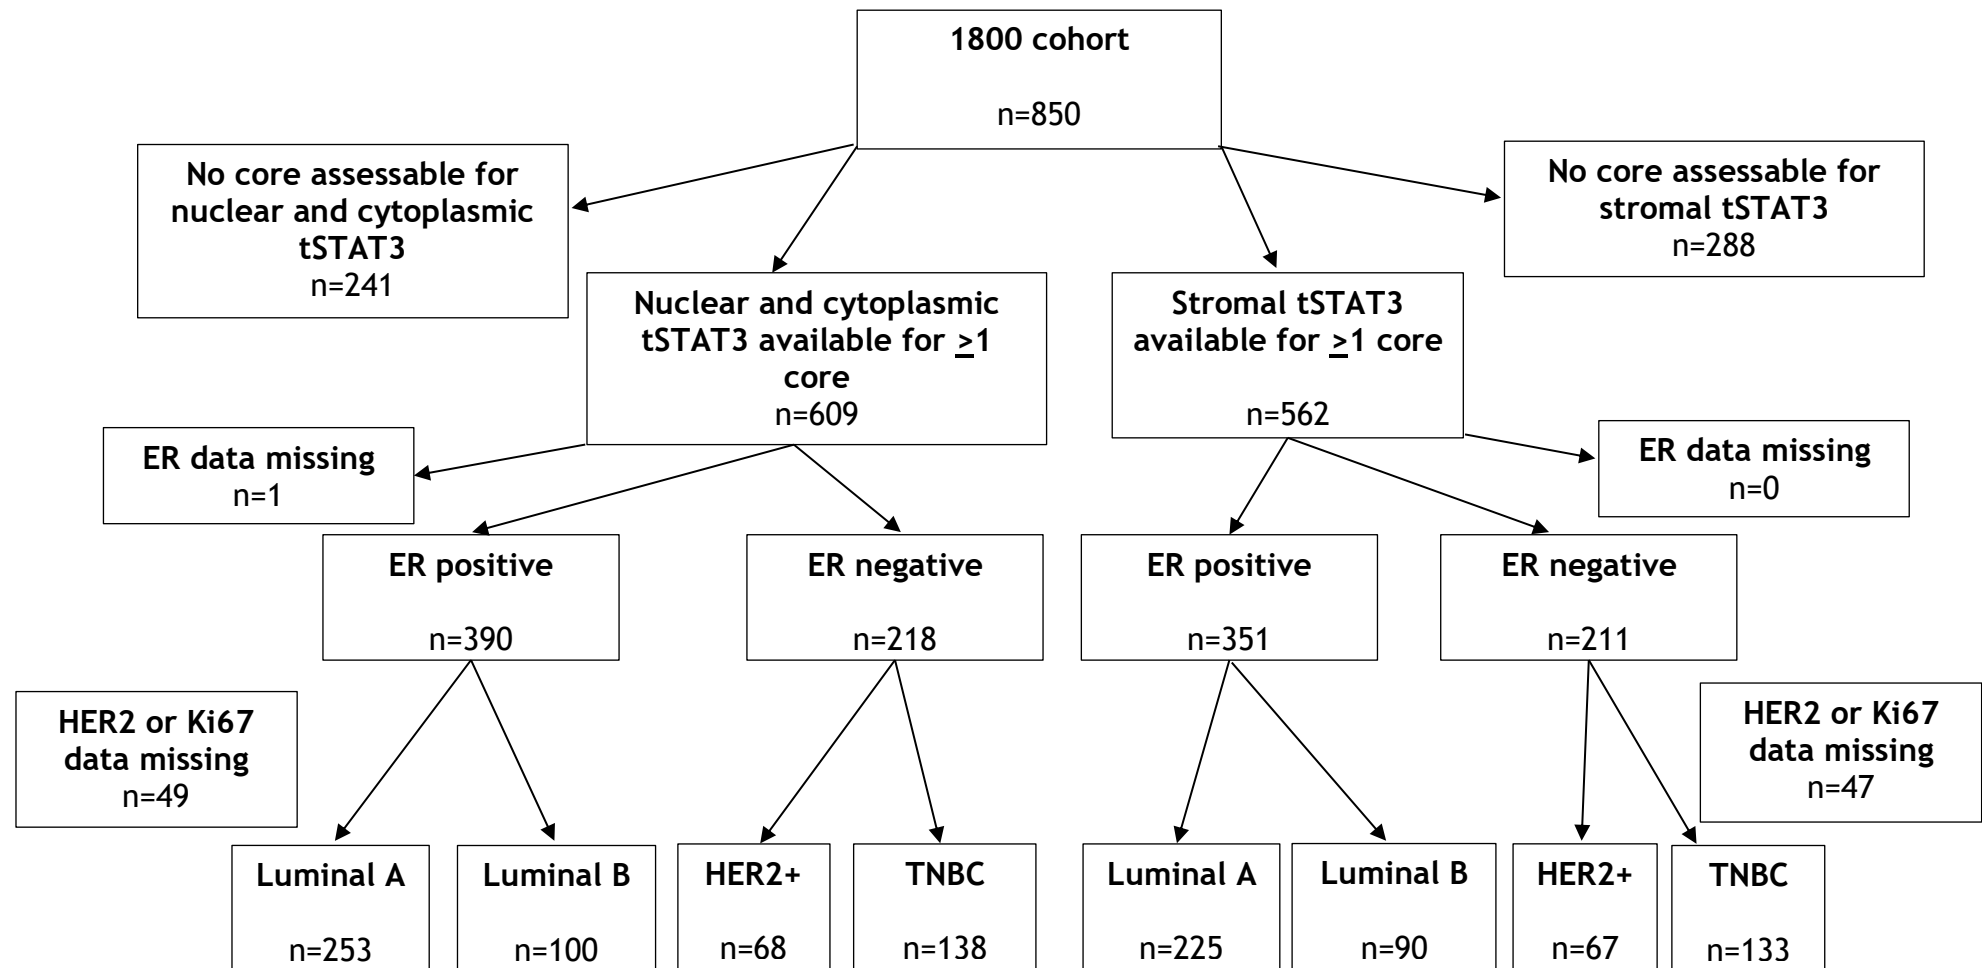 1800 cohort
n=850
No core assessable for
nuclear and cytoplasmic
tSTAT3
n=241
No core assessable for
stromal tSTAT3
n=288
Nuclear and cytoplasmic
tSTAT3 available for ≥1
core
n=609
Stromal tSTAT3
available for ≥1 core
n=562
ER data missing
n=1
ER data missing
n=0
ER positive
n=390
ER negative
n=218
ER positive
n=351
ER negative
n=211
HER2 or Ki67
data missing
n=49
HER2 or Ki67
data missing
n=47
Luminal A
n=253
Luminal B
n=100
HER2+
n=68
TNBC
n=138
Luminal A
n=225
Luminal B
n=90
HER2+
n=67
TNBC
n=133